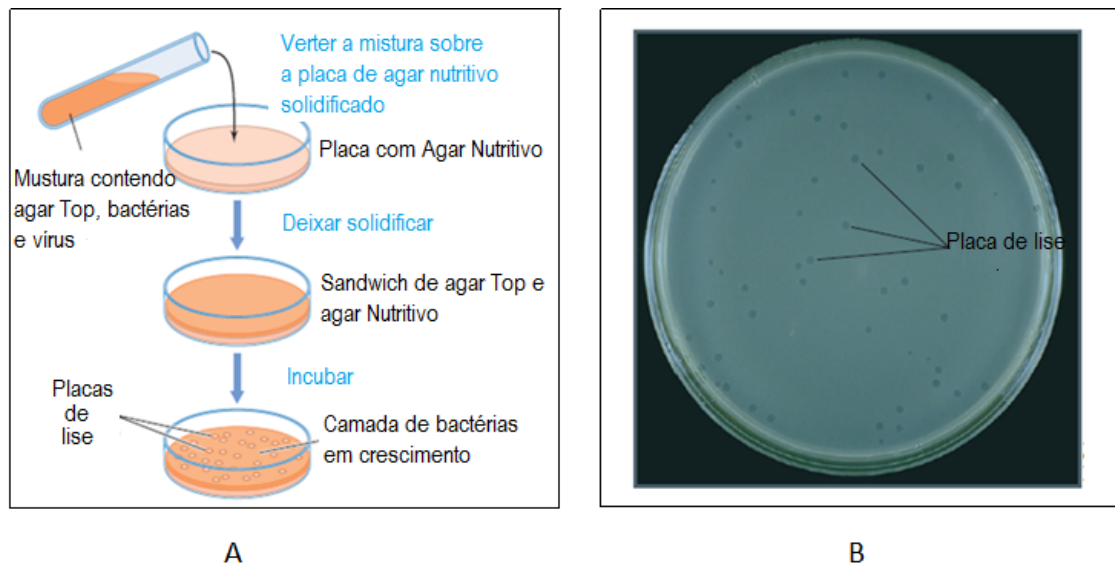 Verter a mistura sobre
a placa de agar nutritivo
solidificado
Placa com Agar Nutritivo
Mustura contendo
agar Top, bactérias
e vírus
Deixar solidificar
Sandwich de agar Top e
agar Nutritivo
Incubar
Placas
de
lise
Camada de bactérias
em crescimento
A
Placa de lise
B